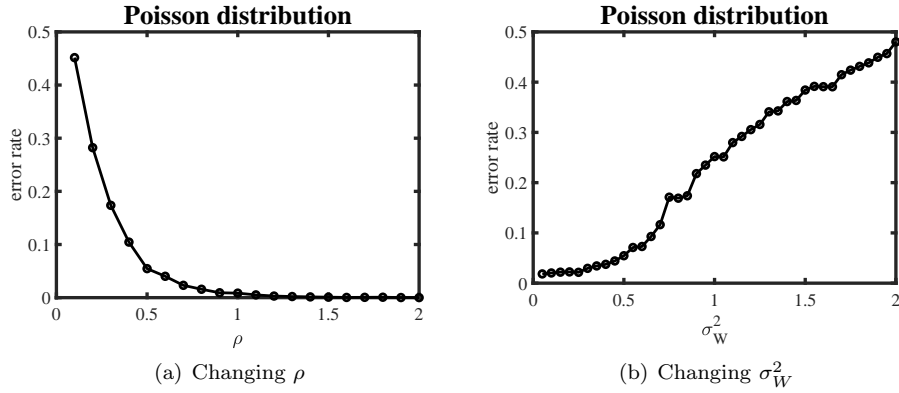 Poisson distribution
error rate
0.5
0.4
0.3
0.2
0.1
0
0 0.5 1 1.5 2
ρ
(a) Changing ρ
Poisson distribution
error rate
0.5
0.4
0.3
0.2
0.1
0
0 0.5 1 1.5 2
σ²_W
(b) Changing σ²_W